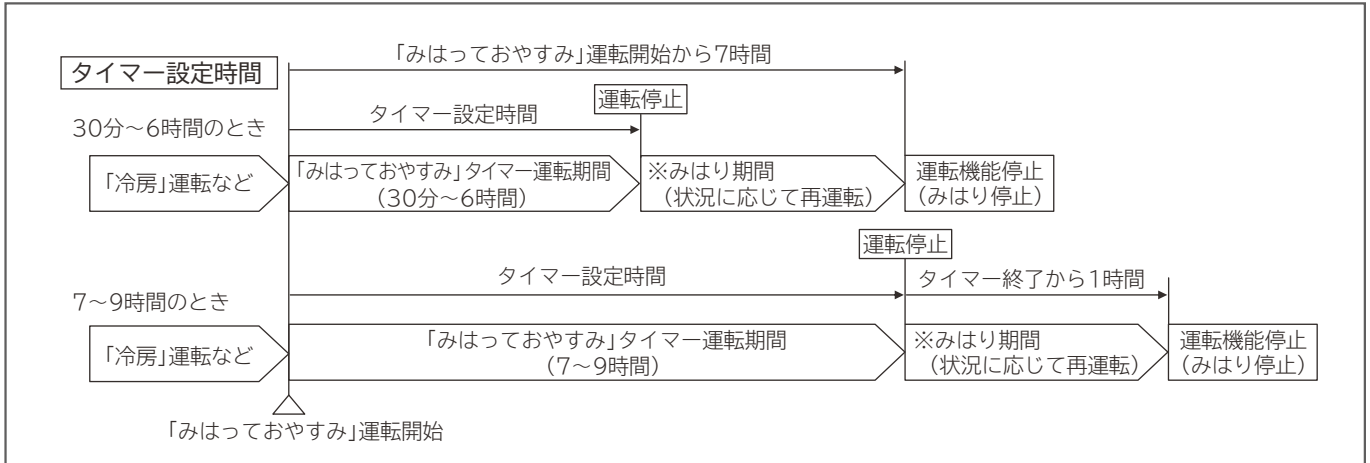 「みはっておやすみ」運転開始から7時間
タイマー設定時間
運転停止
タイマー設定時間
30分～6時間のとき
「冷房」運転など
「みはっておやすみ」タイマー運転期間
(30分～6時間)
※みはり期間
(状況に応じて再運転)
運転機能停止
(みはり停止)
運転停止
タイマー設定時間
タイマー終了から1時間
7～9時間のとき
「冷房」運転など
「みはっておやすみ」タイマー運転期間
(7～9時間)
※みはり期間
(状況に応じて再運転)
運転機能停止
(みはり停止)
「みはっておやすみ」運転開始